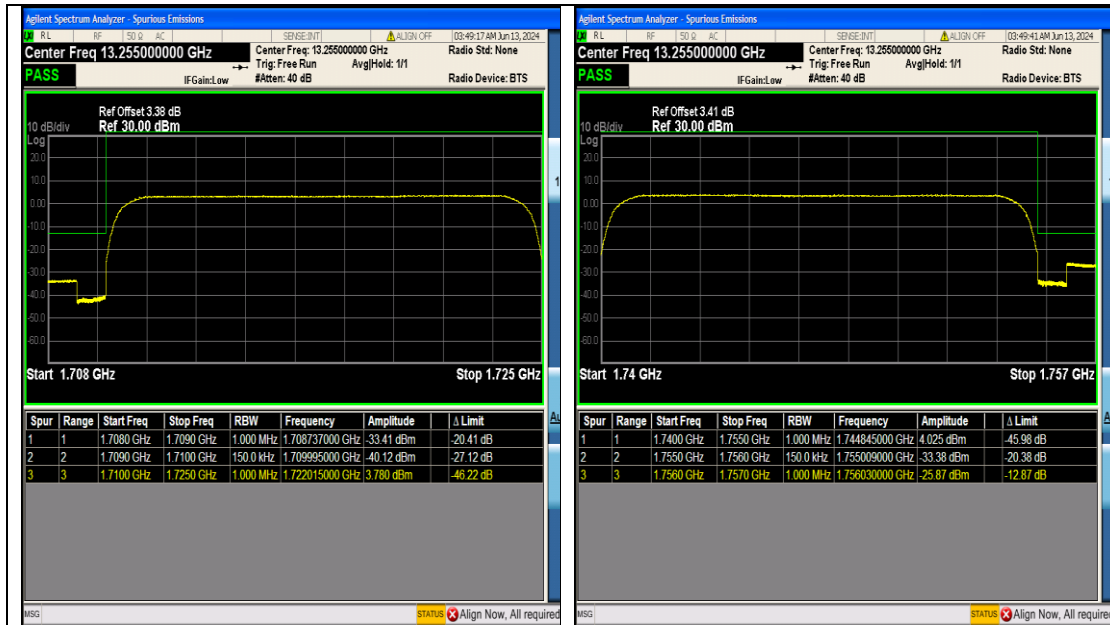 Agilent Spectrum Analyzer - Spurious Emissions
RL RF 50 Ω AC SENSE:INT ALIGN OFF 03:49:17 AM Jun 13, 2024
Center Freq 13.255000000 GHz Center Freq: 13.255000000 GHz Radio Std: None
Trig: Free Run Avg|Hold: 1/1
PASS IFGain:Low #Atten: 40 dB Radio Device: BTS
Ref Offset 3.38 dB
10 dB/div Ref 30.00 dBm
Log
20.0
10.0
0.00
-10.0
-20.0
-30.0
-40.0
-50.0
-60.0
Start 1.708 GHz Stop 1.725 GHz
Spur Range Start Freq Stop Freq RBW Frequency Amplitude Δ Limit
1 1 1.7080 GHz 1.7090 GHz 1.000 MHz 1.708737000 GHz -33.41 dBm -20.41 dB
2 2 1.7090 GHz 1.7100 GHz 150.0 kHz 1.709995000 GHz -40.12 dBm -27.12 dB
3 3 1.7100 GHz 1.7250 GHz 1.000 MHz 1.722015000 GHz 3.780 dBm -46.22 dB
MSG STATUS Align Now, All required
Agilent Spectrum Analyzer - Spurious Emissions
RL RF 50 Ω AC SENSE:INT ALIGN OFF 03:49:41 AM Jun 13, 2024
Center Freq 13.255000000 GHz Center Freq: 13.255000000 GHz Radio Std: None
Trig: Free Run Avg|Hold: 1/1
PASS IFGain:Low #Atten: 40 dB Radio Device: BTS
Ref Offset 3.41 dB
10 dB/div Ref 30.00 dBm
Log
20.0
10.0
0.00
-10.0
-20.0
-30.0
-40.0
-50.0
-60.0
Start 1.74 GHz Stop 1.757 GHz
Spur Range Start Freq Stop Freq RBW Frequency Amplitude Δ Limit
1 1 1.7400 GHz 1.7550 GHz 1.000 MHz 1.744845000 GHz 4.025 dBm -45.98 dB
2 2 1.7550 GHz 1.7560 GHz 150.0 kHz 1.755009000 GHz -33.38 dBm -20.38 dB
3 3 1.7560 GHz 1.7570 GHz 1.000 MHz 1.756030000 GHz -25.87 dBm -12.87 dB
MSG STATUS Align Now, All require